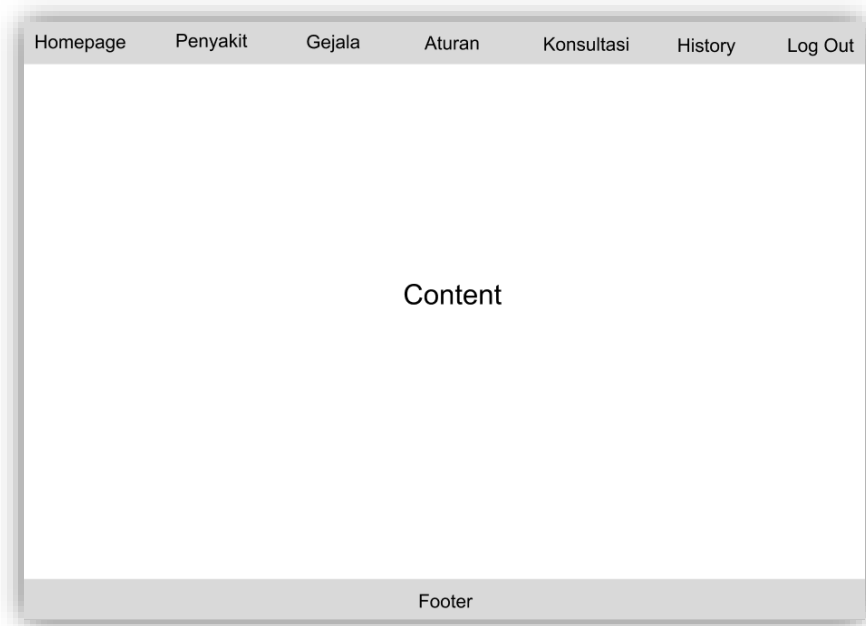 Homepage Penyakit Gejala Aturan Konsultasi History Log Out
Content
Footer